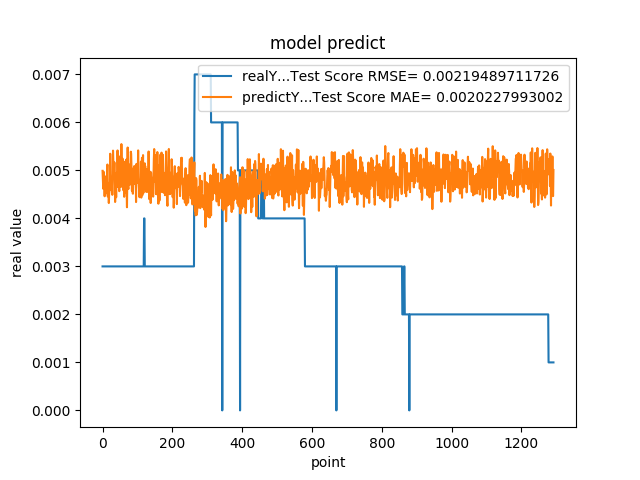 model predict
realY...Test Score RMSE= 0.00219489711726
predictY...Test Score MAE= 0.0020227993002
0.007
0.006
0.005
0.004
0.003
0.002
0.001
0.000
real value
0 200 400 600 800 1000 1200
point